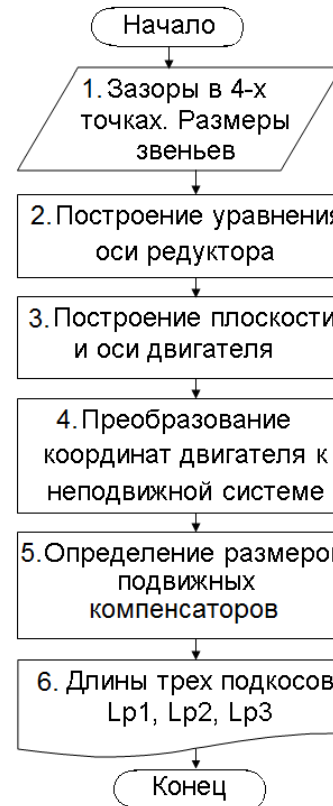 Начало
1. Зазоры в 4-х
точках. Размеры
звеньев
2. Построение уравнения
оси редуктора
3. Построение плоскости
и оси двигателя
4. Преобразование
координат двигателя к
неподвижной системе
5. Определение размеров
подвижных
компенсаторов
6. Длины трех подкосов
Lp1, Lp2, Lp3
Конец